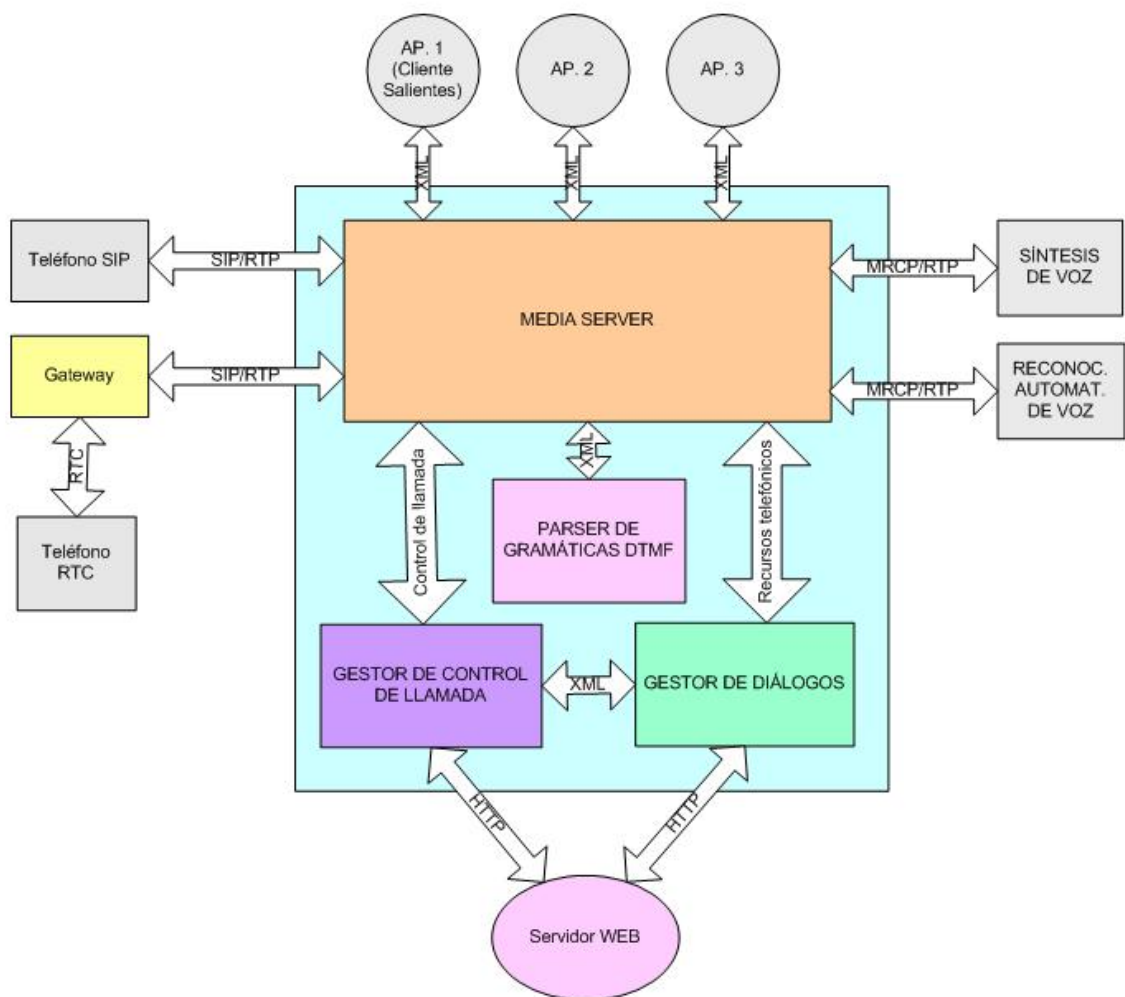 AP. 1
(Cliente
Salientes)
AP. 2
AP. 3
XML
XML
XML
Teléfono SIP
SIP/RTP
MEDIA SERVER
MRCP/RTP
SÍNTESIS
DE VOZ
Gateway
SIP/RTP
MRCP/RTP
RECONOC.
AUTOMAT.
DE VOZ
RTC
Teléfono
RTC
Control de llamada
XML
Recursos telefónicos
PARSER DE
GRAMÁTICAS DTMF
GESTOR DE CONTROL
DE LLAMADA
XML
GESTOR DE DIÁLOGOS
HTTP
HTTP
Servidor WEB